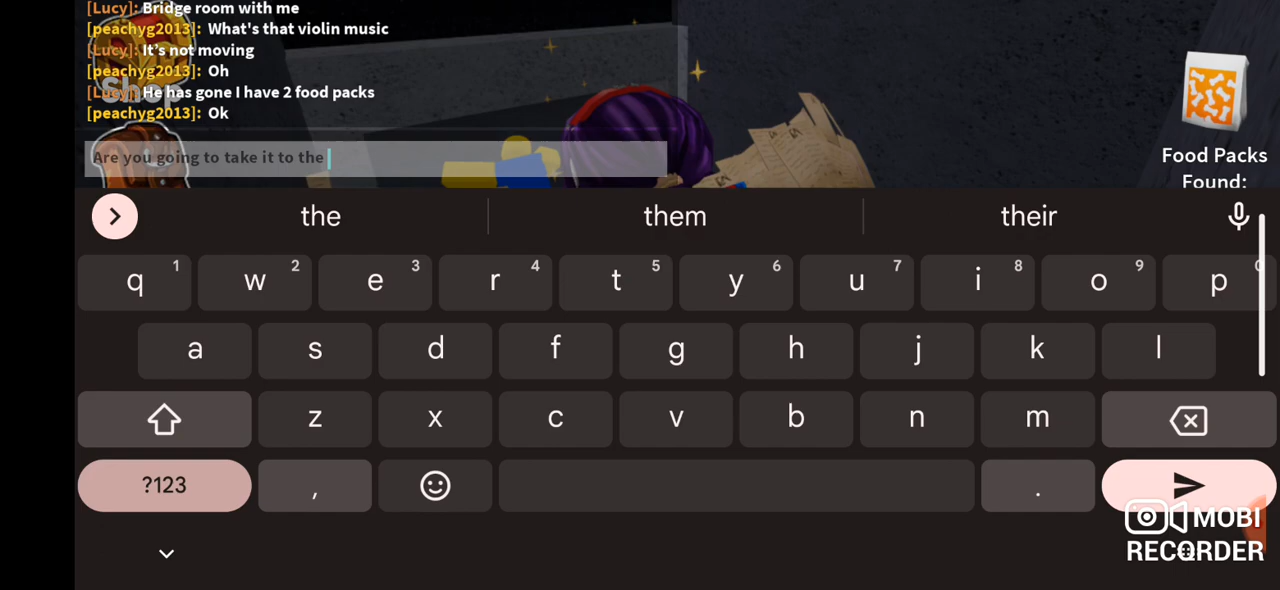 [Lucy]: Bridge room with me
[peachyg2013]: What's that violin music
[Lucy]: It's not moving
[peachyg2013]: Oh
[Lucy]: He has gone I have 2 food packs
[peachyg2013]: Ok
Shop
Are you going to take it to the
Food Packs
Found:
the them their
q 1 w 2 e 3 r 4 t 5 y 6 u 7 i 8 o 9 p 0
a s d f g h j k l
z x c v b n m
?123 , .
MOBI
RECORDER